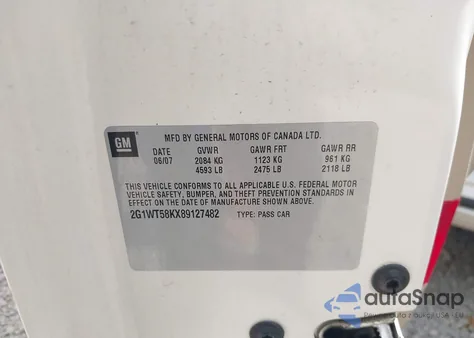 GM
MFD BY GENERAL MOTORS OF CANADA LTD.
DATE GVWR GAWR FRT GAWR RR
06/07 2084 KG 1123 KG 961 KG
4593 LB 2475 LB 2118 LB
THIS VEHICLE CONFORMS TO ALL APPLICABLE U.S. FEDERAL MOTOR
VEHICLE SAFETY, BUMPER, AND THEFT PREVENTION STANDARDS IN
EFFECT ON THE DATE OF MANUFACTURE SHOWN ABOVE.
2G1WT58KX89127482 TYPE: PASS CAR
autoSnap